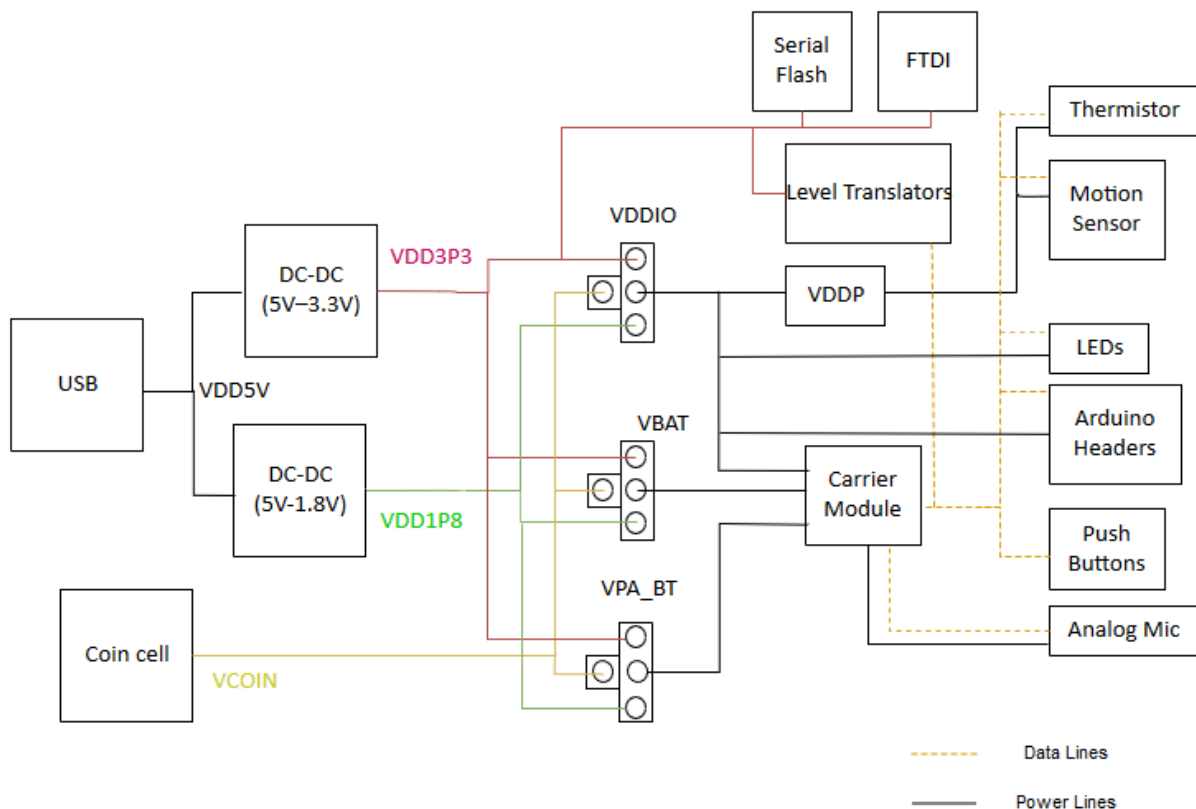 Serial
Flash
FTDI
Thermistor
Level Translators
Motion
Sensor
VDDIO
VDD3P3
DC-DC
(5V–3.3V)
VDDP
USB
VDD5V
LEDs
Arduino
Headers
VBAT
DC-DC
(5V-1.8V)
VDD1P8
Carrier
Module
Push
Buttons
VPA_BT
Coin cell
VCOIN
Analog Mic
Data Lines
Power Lines